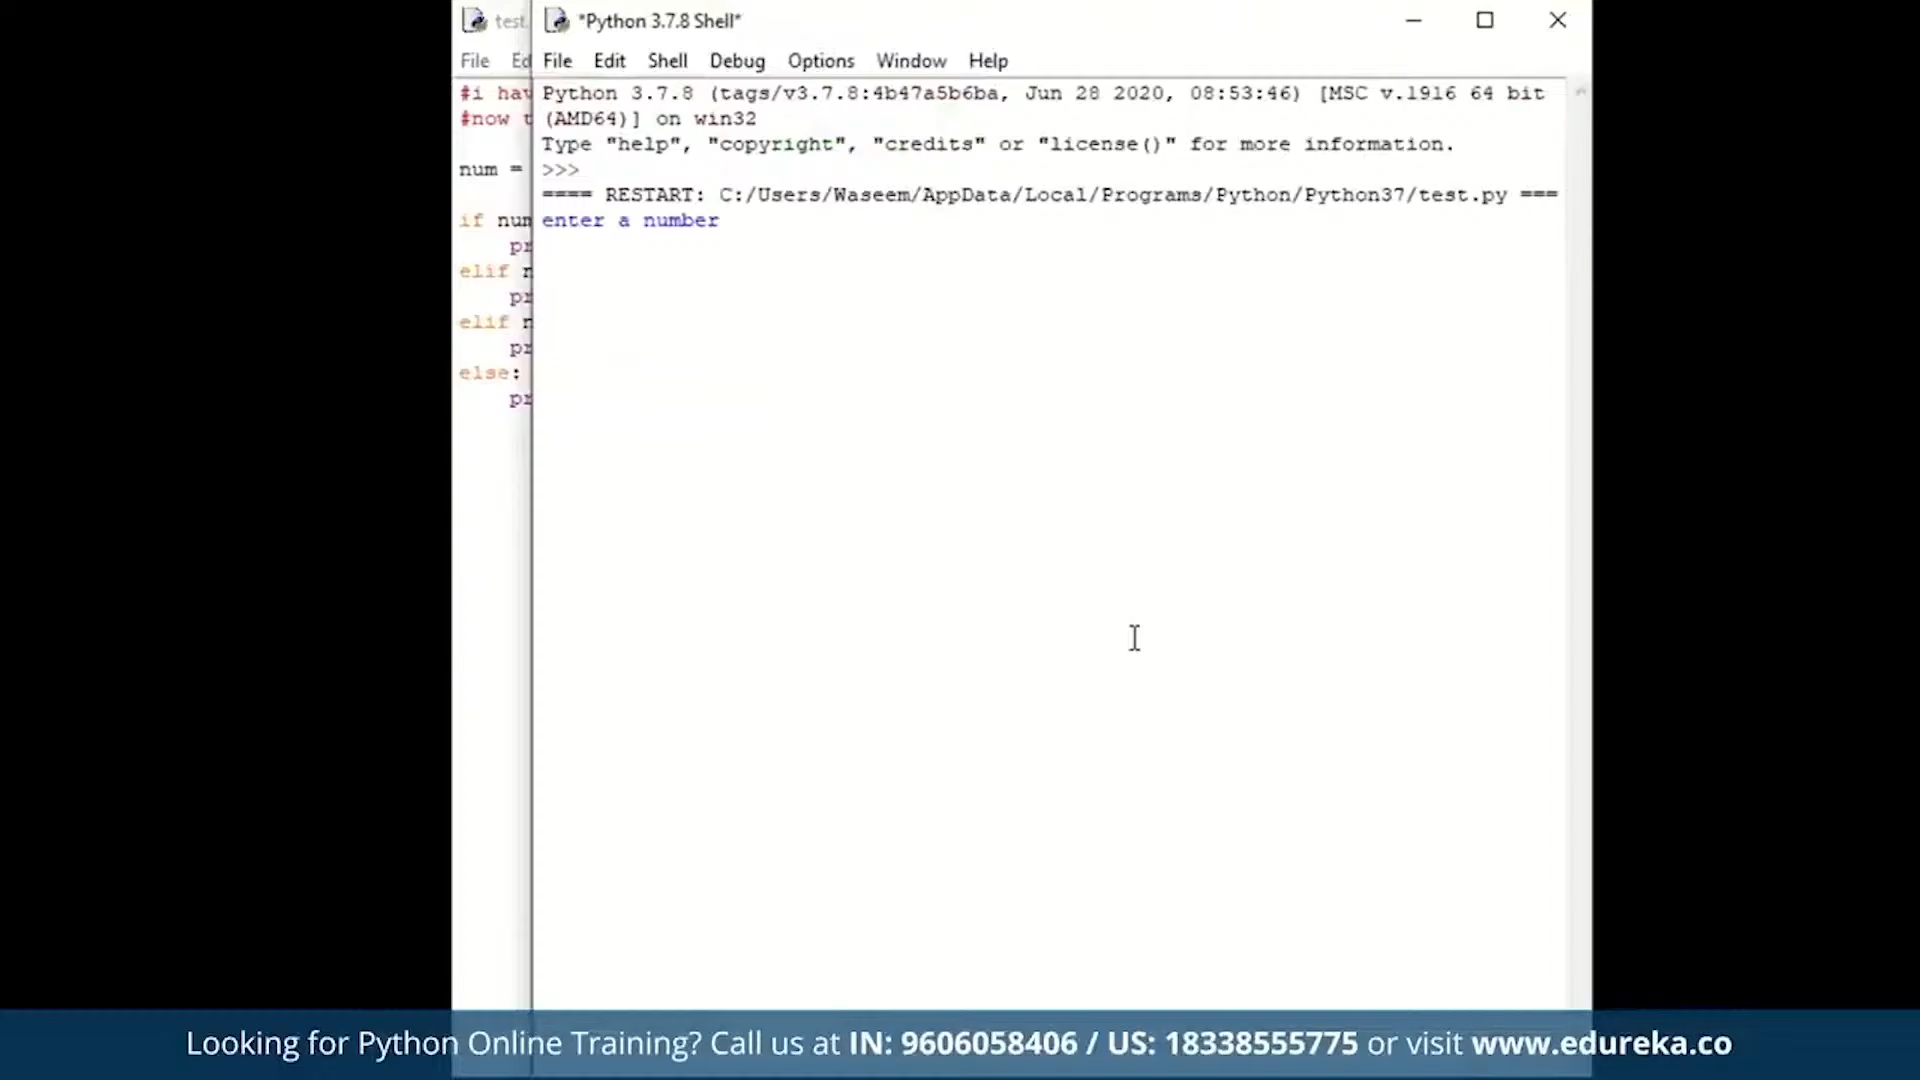 test.
*Python 3.7.8 Shell*
File Ed
File Edit Shell Debug Options Window Help
#i hav
#now t
num =
if num
pr
elif n
pr
elif n
pr
else:
pr
Python 3.7.8 (tags/v3.7.8:4b47a5b6ba, Jun 28 2020, 08:53:46) [MSC v.1916 64 bit
(AMD64)] on win32
Type "help", "copyright", "credits" or "license()" for more information.
>>>
==== RESTART: C:/Users/Waseem/AppData/Local/Programs/Python/Python37/test.py ===
enter a number
Looking for Python Online Training? Call us at IN: 9606058406 / US: 18338555775 or visit www.edureka.co